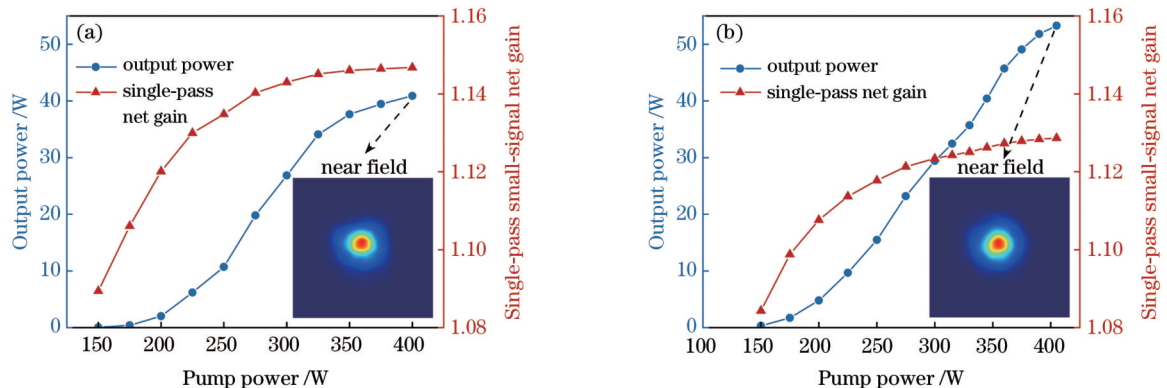 (a)
output power
single-pass
net gain
near field
Output power /W
0
10
20
30
40
50
150
200
250
300
350
400
Pump power /W
1.08
1.10
1.12
1.14
1.16
Single-pass small-signal net gain
(b)
output power
single-pass net gain
near field
Output power /W
0
10
20
30
40
50
100
150
200
250
300
350
400
Pump power /W
1.08
1.10
1.12
1.14
1.16
Single-pass small-signal net gain